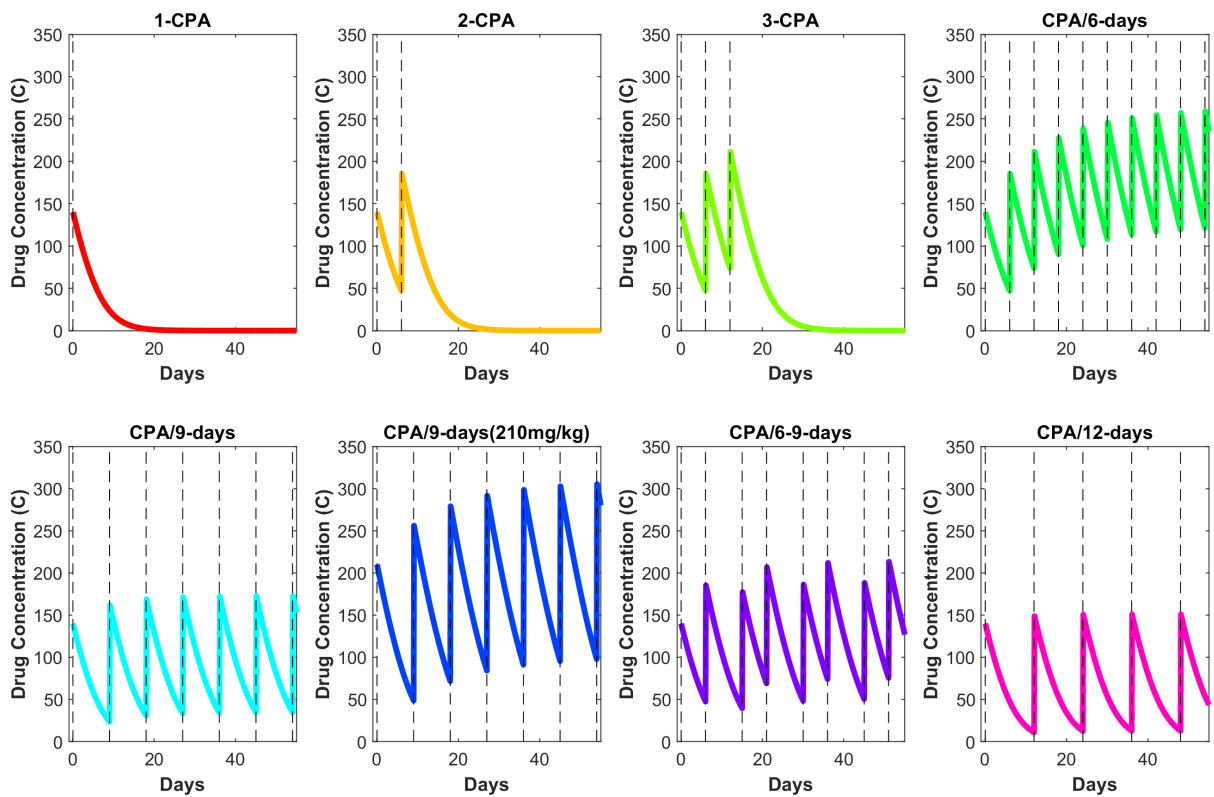 1-CPA 2-CPA 3-CPA CPA/6-days
350 350 350 350
300 300 300 300
250 250 250 250
200 200 200 200
150 150 150 150
100 100 100 100
50 50 50 50
0 0 0 0
Drug Concentration (C) Drug Concentration (C) Drug Concentration (C) Drug Concentration (C)
0 20 40 0 20 40 0 20 40 0 20 40
Days Days Days Days
CPA/9-days CPA/9-days(210mg/kg) CPA/6-9-days CPA/12-days
350 350 350 350
300 300 300 300
250 250 250 250
200 200 200 200
150 150 150 150
100 100 100 100
50 50 50 50
0 0 0 0
Drug Concentration (C) Drug Concentration (C) Drug Concentration (C) Drug Concentration (C)
0 20 40 0 20 40 0 20 40 0 20 40
Days Days Days Days